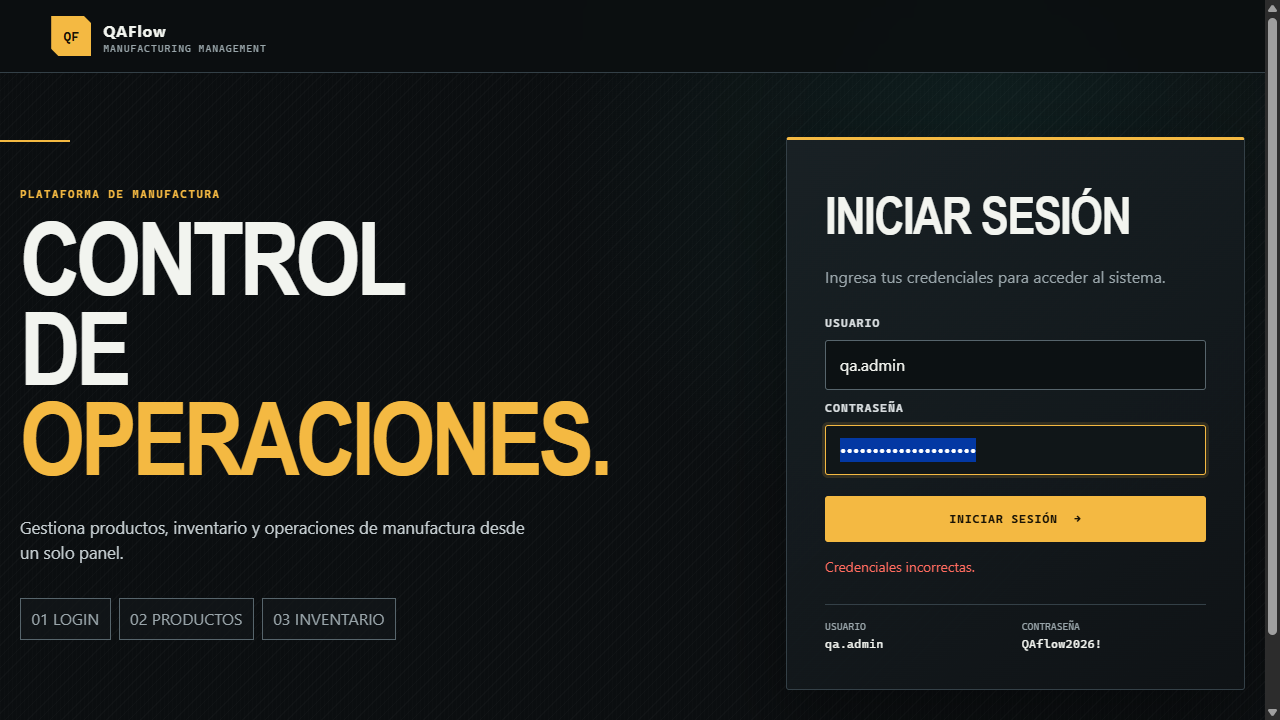 QF
QAFlow
MANUFACTURING MANAGEMENT
PLATAFORMA DE MANUFACTURA
CONTROL
DE
OPERACIONES.
Gestiona productos, inventario y operaciones de manufactura desde
un solo panel.
01 LOGIN
02 PRODUCTOS
03 INVENTARIO
INICIAR SESIÓN
Ingresa tus credenciales para acceder al sistema.
USUARIO
qa.admin
CONTRASEÑA
•••••••••••••••••••••
INICIAR SESIÓN →
Credenciales incorrectas.
USUARIO
qa.admin
CONTRASEÑA
QAflow2026!